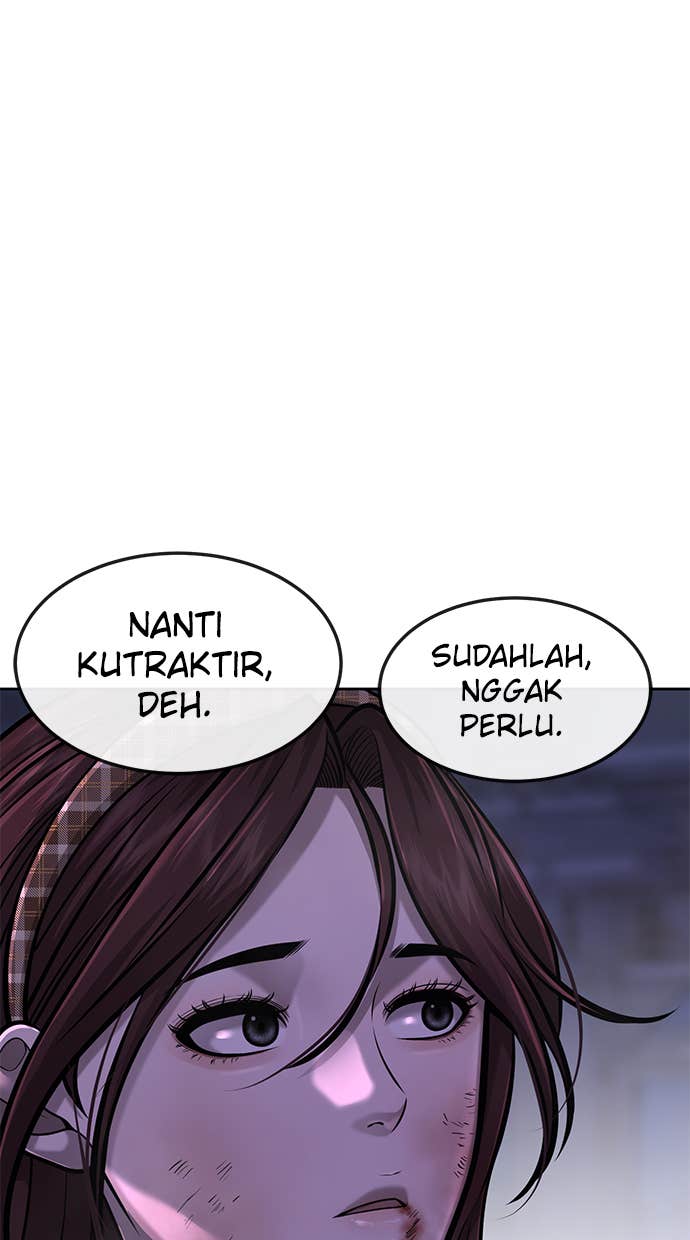 NANTI
KUTRAKTIR,
DEH.
SUDAHLAH,
NGGAK
PERLU.